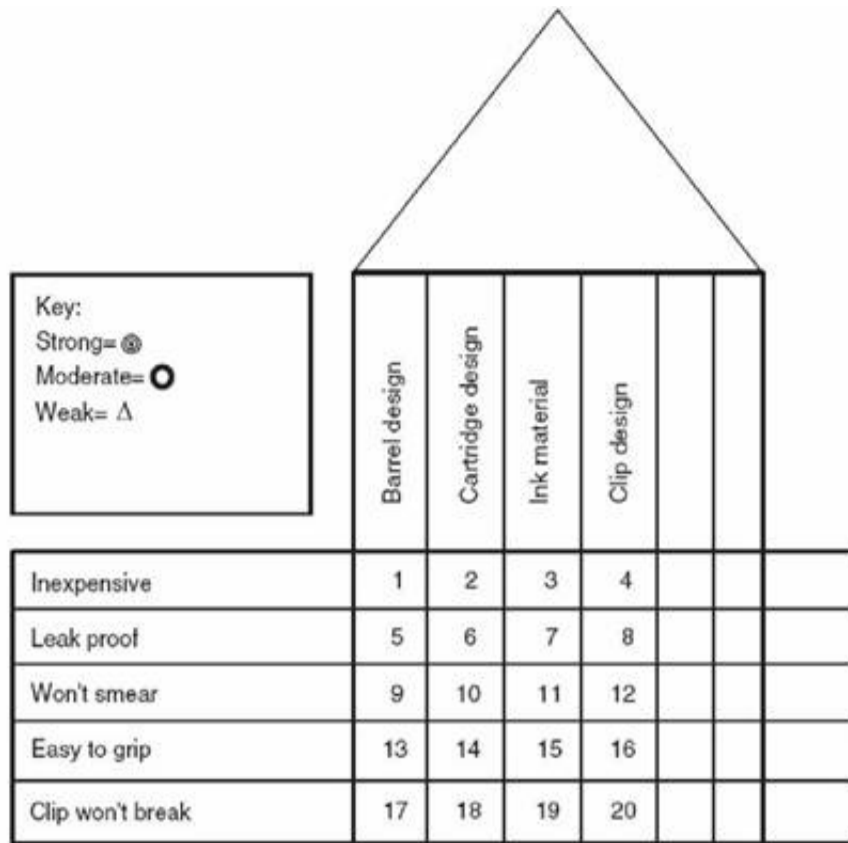 Key:
Strong= ◎
Moderate= O
Weak= Δ
Barrel design
Cartridge design
Ink material
Clip design
Inexpensive 1 2 3 4
Leak proof 5 6 7 8
Won't smear 9 10 11 12
Easy to grip 13 14 15 16
Clip won't break 17 18 19 20